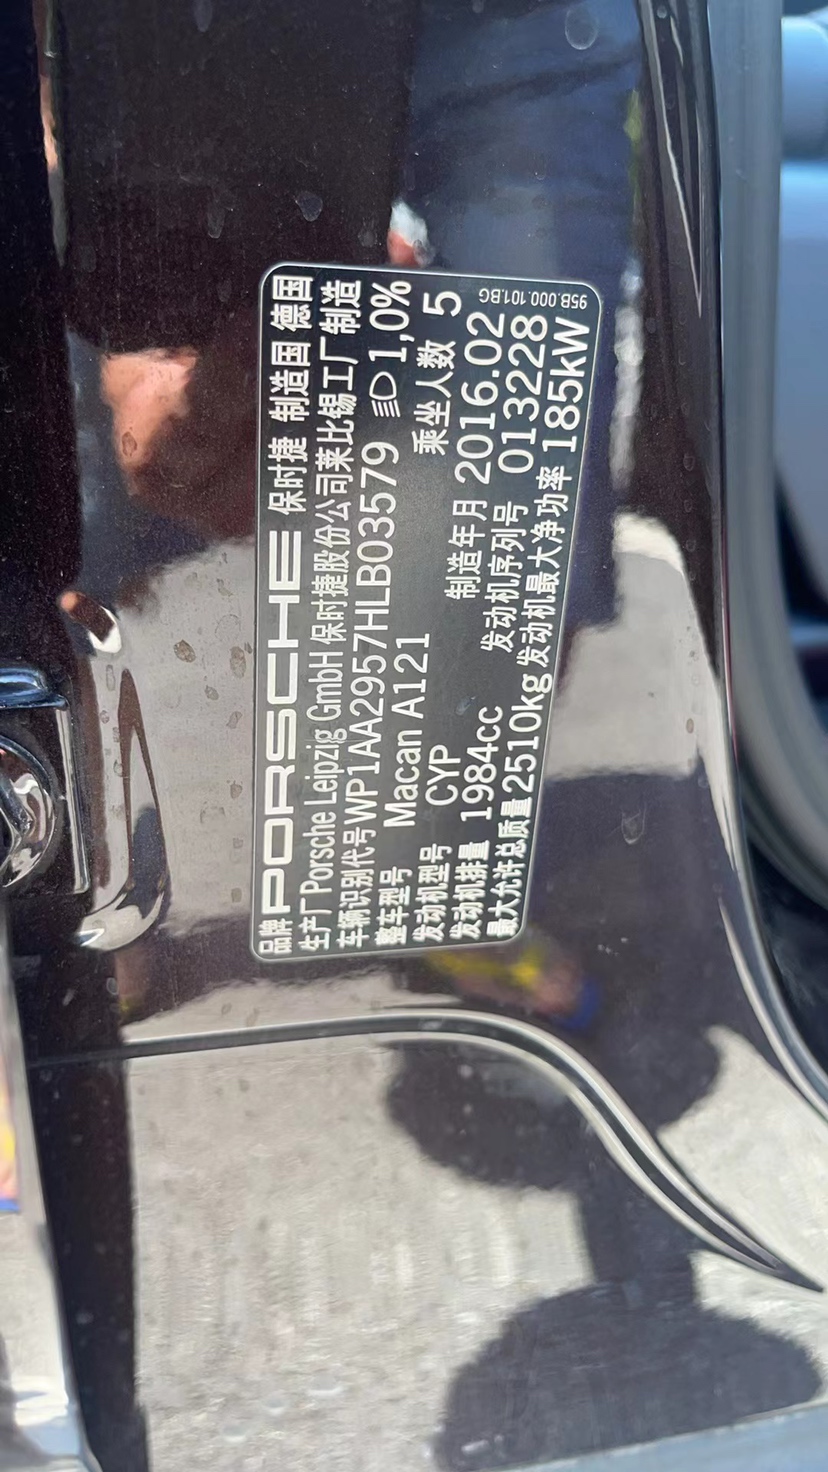 品牌 PORSCHE 保时捷 制造国 德国
生产厂 Porsche Leipzig GmbH 保时捷股份公司莱比锡工厂 制造
车辆识别代号 WP1AA2957HLB03579 1,0%
整车型号 Macan A121 乘坐人数 5
发动机型号 CYP 制造年月 2016.02
发动机排量 1984cc 发动机序列号 013228
最大允许总质量 2510kg 发动机最大净功率 185kW
95B.000.101.BG